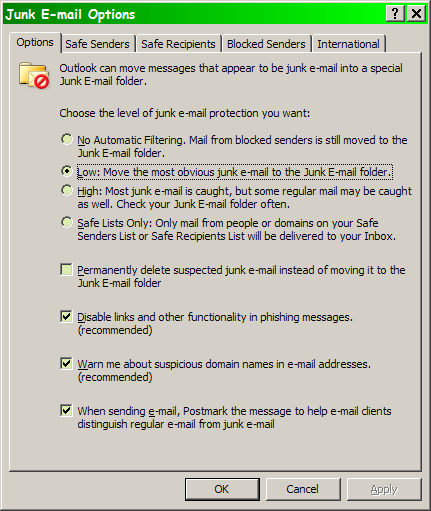 Junk E-mail Options
Options Safe Senders Safe Recipients Blocked Senders International
Outlook can move messages that appear to be junk e-mail into a special
Junk E-mail folder.
Choose the level of junk e-mail protection you want:
No Automatic Filtering. Mail from blocked senders is still moved to the
Junk E-mail folder.
Low: Move the most obvious junk e-mail to the Junk E-mail folder.
High: Most junk e-mail is caught, but some regular mail may be caught
as well. Check your Junk E-mail folder often.
Safe Lists Only: Only mail from people or domains on your Safe
Senders List or Safe Recipients List will be delivered to your Inbox.
Permanently delete suspected junk e-mail instead of moving it to the
Junk E-mail folder
Disable links and other functionality in phishing messages.
(recommended)
Warn me about suspicious domain names in e-mail addresses.
(recommended)
When sending e-mail, Postmark the message to help e-mail clients
distinguish regular e-mail from junk e-mail
OK Cancel Apply